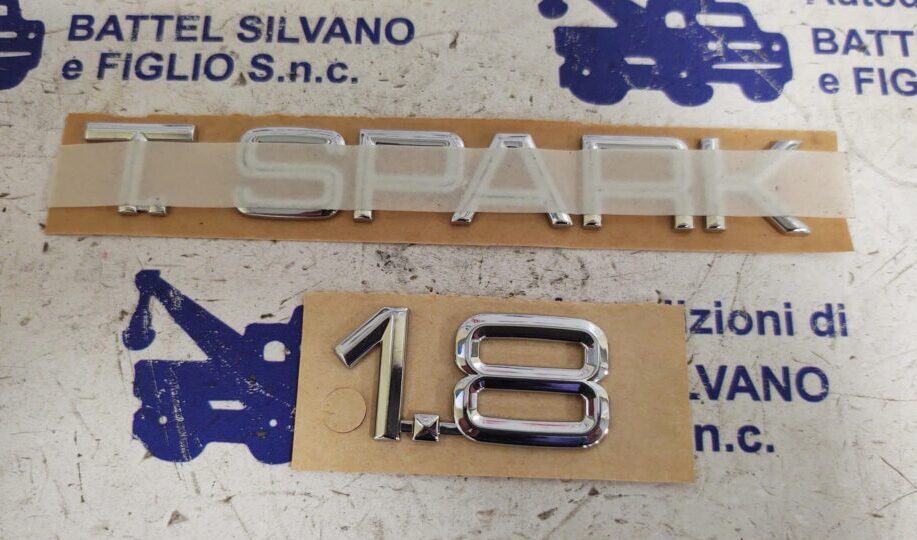 BATTEL SILVANO
e FIGLIO S.n.c.
BATT
e FIG
T. SPARK
1.8
zioni di
LVANO
n.c.